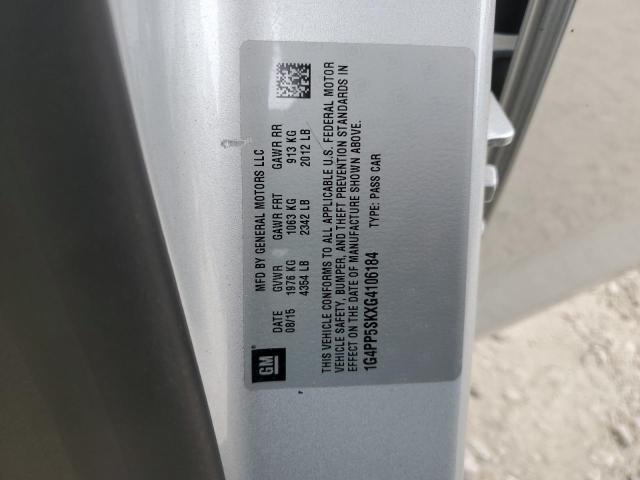 GM
MFD BY GENERAL MOTORS LLC
DATE GVWR GAWR FRT GAWR RR
08/15 1976 KG 1063 KG 913 KG
4354 LB 2342 LB 2012 LB
THIS VEHICLE CONFORMS TO ALL APPLICABLE U.S. FEDERAL MOTOR
VEHICLE SAFETY, BUMPER, AND THEFT PREVENTION STANDARDS IN
EFFECT ON THE DATE OF MANUFACTURE SHOWN ABOVE.
1G4PP5SKXG4106184 TYPE: PASS CAR